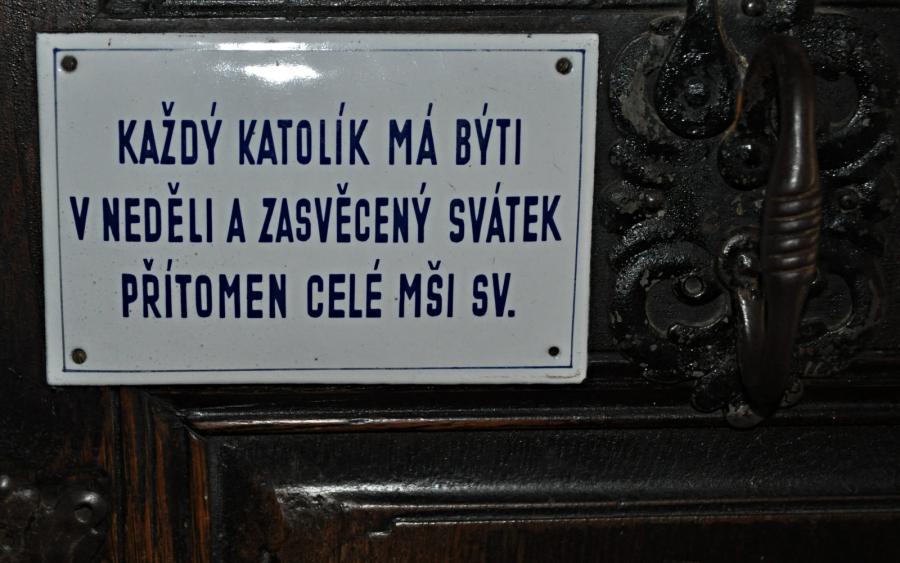 KAŽDÝ KATOLÍK MÁ BÝTI
V NEDĚLI A ZASVĚCENÝ SVÁTEK
PŘÍTOMEN CELÉ MŠI SV.